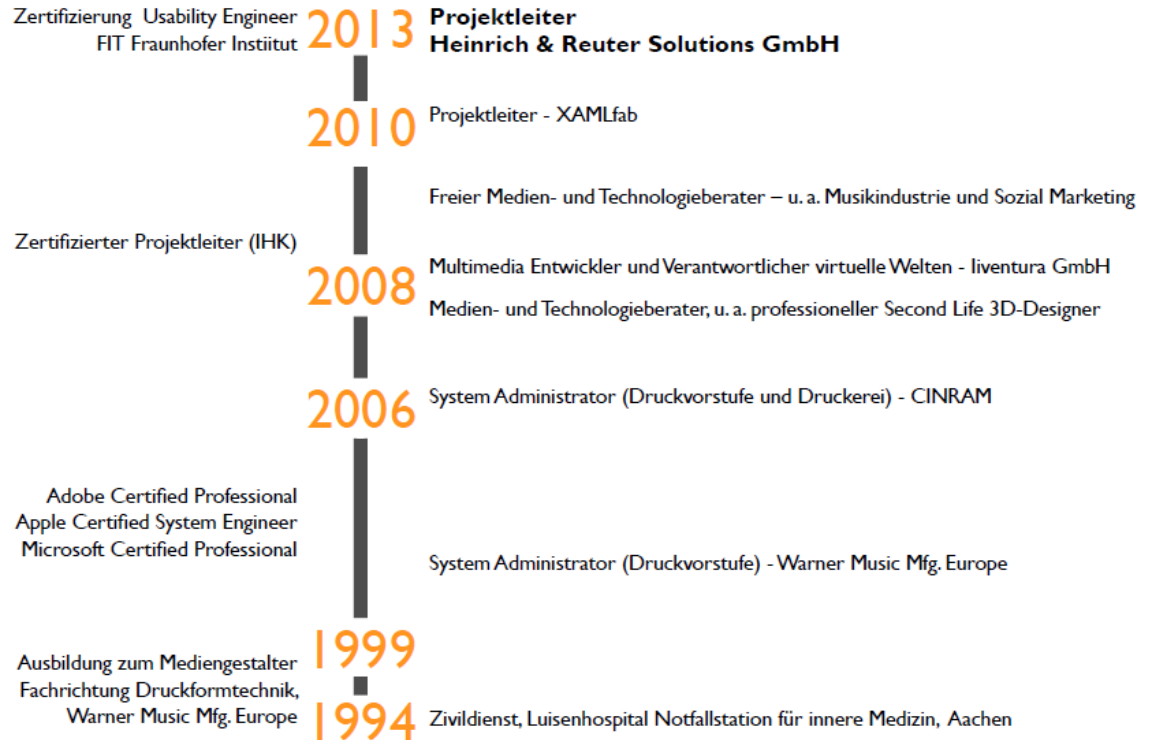 Zertifizierung Usability Engineer
FIT Fraunhofer Instiitut
2013
Projektleiter
Heinrich & Reuter Solutions GmbH
2010
Projektleiter - XAMLfab
Freier Medien- und Technologieberater – u. a. Musikindustrie und Sozial Marketing
Zertifizierter Projektleiter (IHK)
2008
Multimedia Entwickler und Verantwortlicher virtuelle Welten - liventura GmbH
Medien- und Technologieberater, u. a. professioneller Second Life 3D-Designer
2006
System Administrator (Druckvorstufe und Druckerei) - CINRAM
Adobe Certified Professional
Apple Certified System Engineer
Microsoft Certified Professional
System Administrator (Druckvorstufe) - Warner Music Mfg. Europe
1999
Ausbildung zum Mediengestalter
Fachrichtung Druckformtechnik,
Warner Music Mfg. Europe
1994
Zivildienst, Luisenhospital Notfallstation für innere Medizin, Aachen